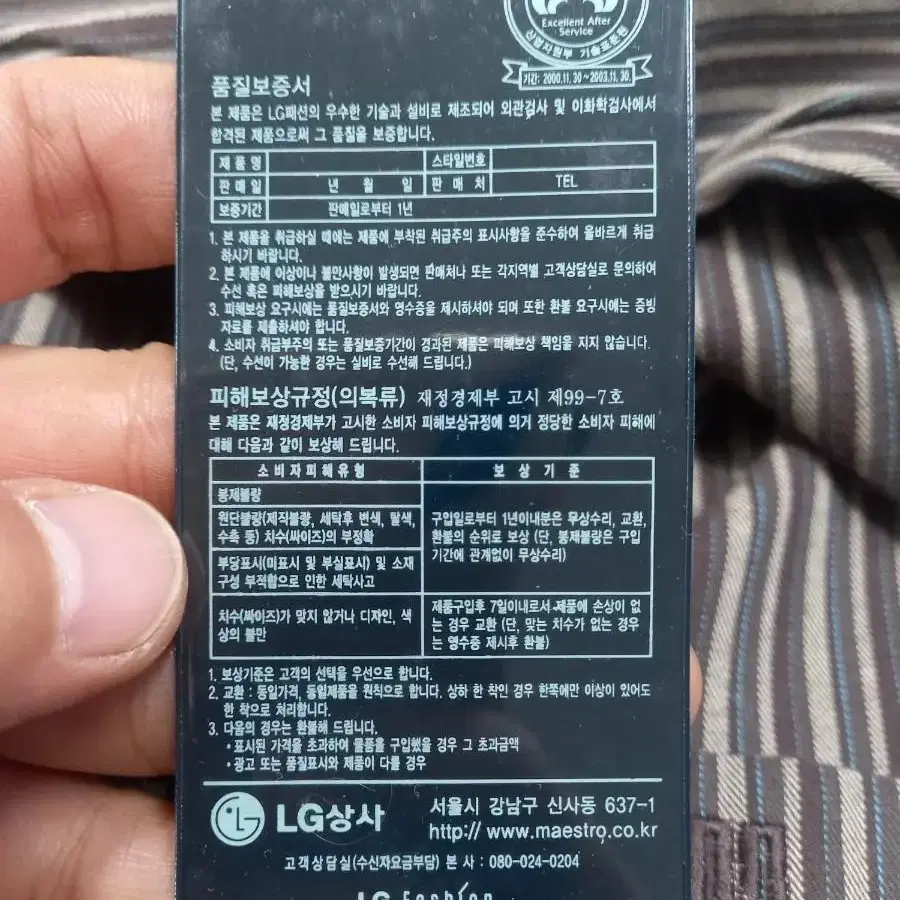 Excellent After
Service
산업자원부 기술표준원
기간: 2000.11.30 ~ 2003.11.30.
품질보증서
본 제품은 LG패션의 우수한 기술과 설비로 제조되어 외관검사 및 이화학검사에서
합격된 제품으로써 그 품질을 보증합니다.
제 품 명 스타일번호
판 매 일 년 월 일 판 매 처 TEL
보증기간 판매일로부터 1년
1. 본 제품을 취급하실 때에는 제품에 부착된 취급주의 표시사항을 준수하여 올바르게 취급
하시기 바랍니다.
2. 본 제품에 이상이나 불만사항이 발생되면 판매처나 또는 각지역별 고객상담실로 문의하여
수선 혹은 피해보상을 받으시기 바랍니다.
3. 피해보상 요구시에는 품질보증서와 영수증을 제시하셔야 되며 또한 환불 요구시에는 증빙
자료를 제출하셔야 합니다.
4. 소비자 취급부주의 또는 품질보증기간이 경과된 제품은 피해보상 책임을 지지 않습니다.
(단, 수선이 가능한 경우는 실비로 수선해 드립니다.)
피해보상규정(의복류) 재정경제부 고시 제99-7호
본 제품은 재정경제부가 고시한 소비자 피해보상규정에 의거 정당한 소비자 피해에
대해 다음과 같이 보상해 드립니다.
소비자피해유형 보 상 기 준
봉제불량
원단불량(제작불량, 세탁후 변색, 탈색,
수축 등) 치수(싸이즈)의 부정확
부당표시(미표시 및 부실표시) 및 소재
구성 부적합으로 인한 세탁사고
구입일로부터 1년이내분은 무상수리, 교환,
환불의 순위로 보상 (단, 봉제불량은 구입
기간에 관계없이 무상수리)
치수(싸이즈)가 맞지 않거나 디자인, 색
상의 불만
제품구입후 7일이내로서 제품에 손상이 없
는 경우 교환 (단, 맞는 치수가 없는 경우
는 영수증 제시후 환불)
1. 보상기준은 고객의 선택을 우선으로 합니다.
2. 교환 : 동일가격, 동일제품을 원칙으로 합니다. 상하 한 착인 경우 한쪽에만 이상이 있어도
한 착으로 처리합니다.
3. 다음의 경우는 환불해 드립니다.
• 표시된 가격을 초과하여 물품을 구입했을 경우 그 초과금액
• 광고 또는 품질표시와 제품이 다를 경우
LG상사 서울시 강남구 신사동 637-1
http:// www.maestro.co.kr
고객상담실(수신자요금부담) 본 사 : 080-024-0204
LG Fashion